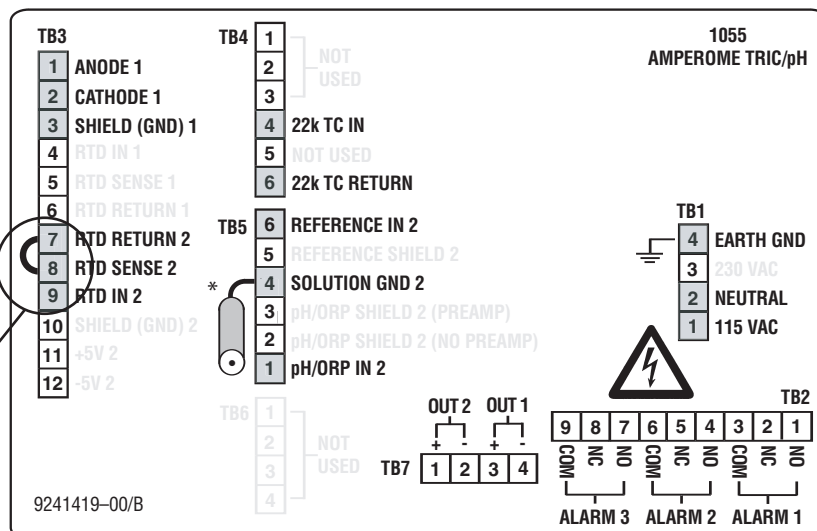 1055
AMPEROME TRIC/pH
TB3
1 ANODE 1
2 CATHODE 1
3 SHIELD (GND) 1
4 RTD IN 1
5 RTD SENSE 1
6 RTD RETURN 1
7 RTD RETURN 2
8 RTD SENSE 2
9 RTD IN 2
10 SHIELD (GND) 2
11 +5V 2
12 -5V 2
TB4
1
2
3
NOT
USED
4 22k TC IN
5 NOT USED
6 22k TC RETURN
TB5
6 REFERENCE IN 2
5 REFERENCE SHIELD 2
4 SOLUTION GND 2
*
3 pH/ORP SHIELD 2 (PREAMP)
2 pH/ORP SHIELD 2 (NO PREAMP)
1 pH/ORP IN 2
TB6
1
2
3
4
NOT
USED
TB1
4 EARTH GND
3 230 VAC
2 NEUTRAL
1 115 VAC
OUT 2 OUT 1
+ - + -
TB7 1 2 3 4
TB2
9 8 7 6 5 4 3 2 1
COM NC NO COM NC NO COM NC NO
ALARM 3 ALARM 2 ALARM 1
9241419–00/B